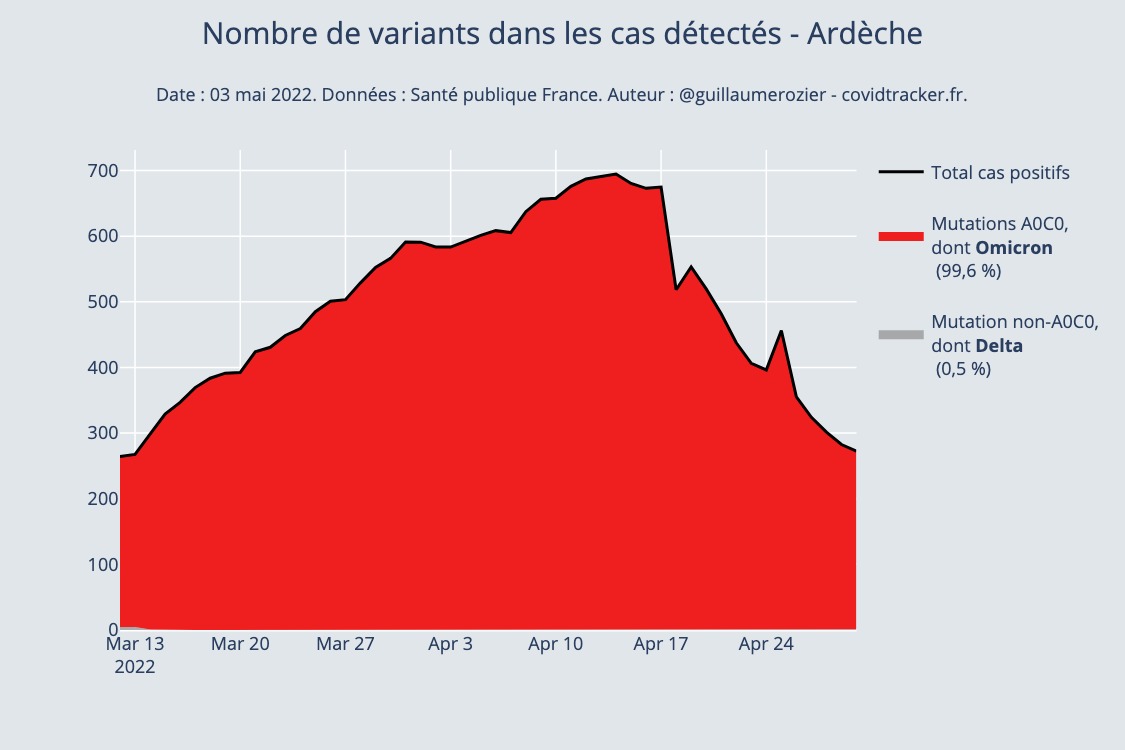 Nombre de variants dans les cas détectés - Ardèche
Date : 03 mai 2022. Données : Santé publique France. Auteur : @guillaumerozier - covidtracker.fr.
700
600
500
400
300
200
100
0
Mar 13
2022
Mar 20
Mar 27
Apr 3
Apr 10
Apr 17
Apr 24
Total cas positifs
Mutations A0C0,
dont Omicron
(99,6 %)
Mutation non-A0C0,
dont Delta
(0,5 %)